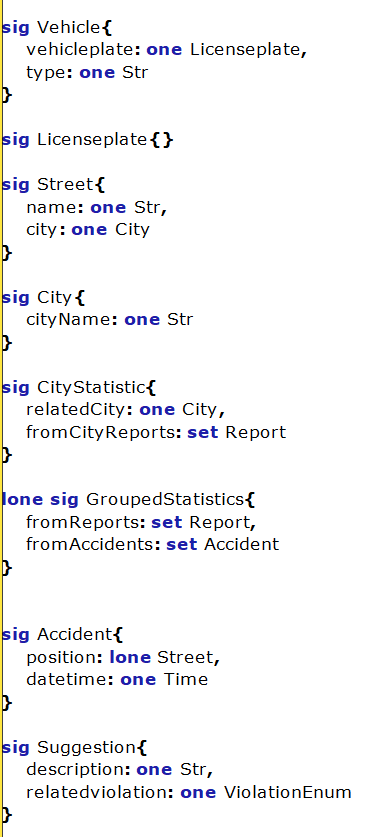 sig Vehicle{
vehicleplate: one Licenseplate,
type: one Str
}
sig Licenseplate{}
sig Street{
name: one Str,
city: one City
}
sig City{
cityName: one Str
}
sig CityStatistic{
relatedCity: one City,
fromCityReports: set Report
}
lone sig GroupedStatistics{
fromReports: set Report,
fromAccidents: set Accident
}
sig Accident{
position: lone Street,
datetime: one Time
}
sig Suggestion{
description: one Str,
relatedviolation: one ViolationEnum
}